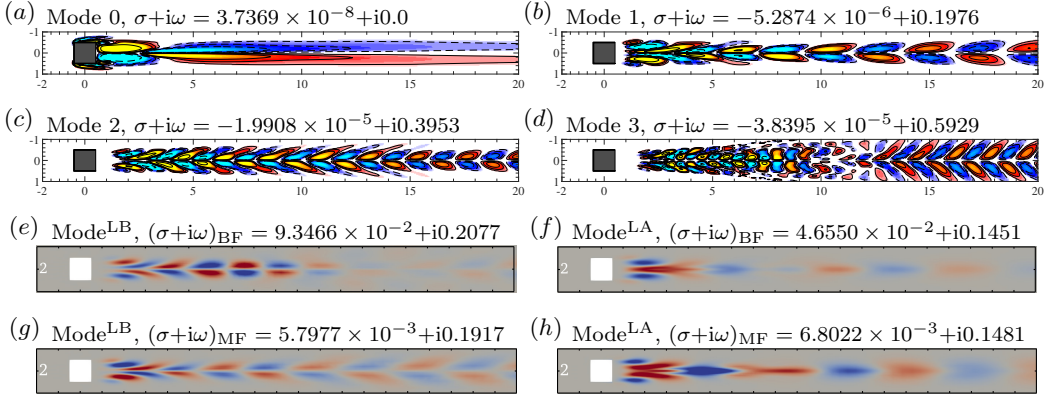 (a) Mode 0, σ+iω = 3.7369 × 10⁻⁸+i0.0
-1
0
1
-2 0 5 10 15 20
(b) Mode 1, σ+iω = −5.2874 × 10⁻⁶+i0.1976
-1
0
1
-2 0 5 10 15 20
(c) Mode 2, σ+iω = −1.9908 × 10⁻⁵+i0.3953
-1
0
1
-2 0 5 10 15 20
(d) Mode 3, σ+iω = −3.8395 × 10⁻⁵+i0.5929
-1
0
1
-2 0 5 10 15 20
(e) Mode^LB, (σ+iω)_BF = 9.3466 × 10⁻²+i0.2077
2
(f) Mode^LA, (σ+iω)_BF = 4.6550 × 10⁻²+i0.1451
2
(g) Mode^LB, (σ+iω)_MF = 5.7977 × 10⁻³+i0.1917
2
(h) Mode^LA, (σ+iω)_MF = 6.8022 × 10⁻³+i0.1481
2